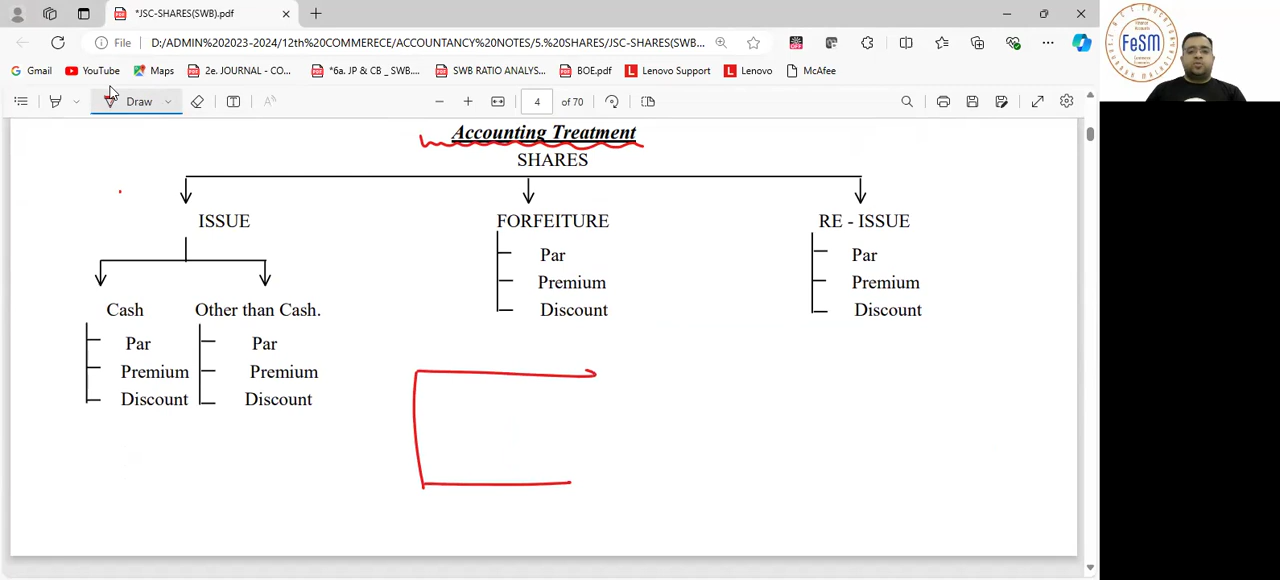 *JSC-SHARES(SWB).pdf
File
D:/ADMIN%202023-2024/12th%20COMMERECE/ACCOUNTANCY%20NOTES/5.%20SHARES/JSC-SHARES(SWB...
Gmail
YouTube
Maps
2e. JOURNAL - CO...
*6a. JP & CB _ SWB....
SWB RATIO ANALYS...
BOE.pdf
Lenovo Support
Lenovo
McAfee
Draw
4
of 70
FeSM
Accounting Treatment
SHARES
ISSUE
FORFEITURE
RE - ISSUE
Par
Premium
Discount
Par
Premium
Discount
Cash
Other than Cash.
Par
Premium
Discount
Par
Premium
Discount